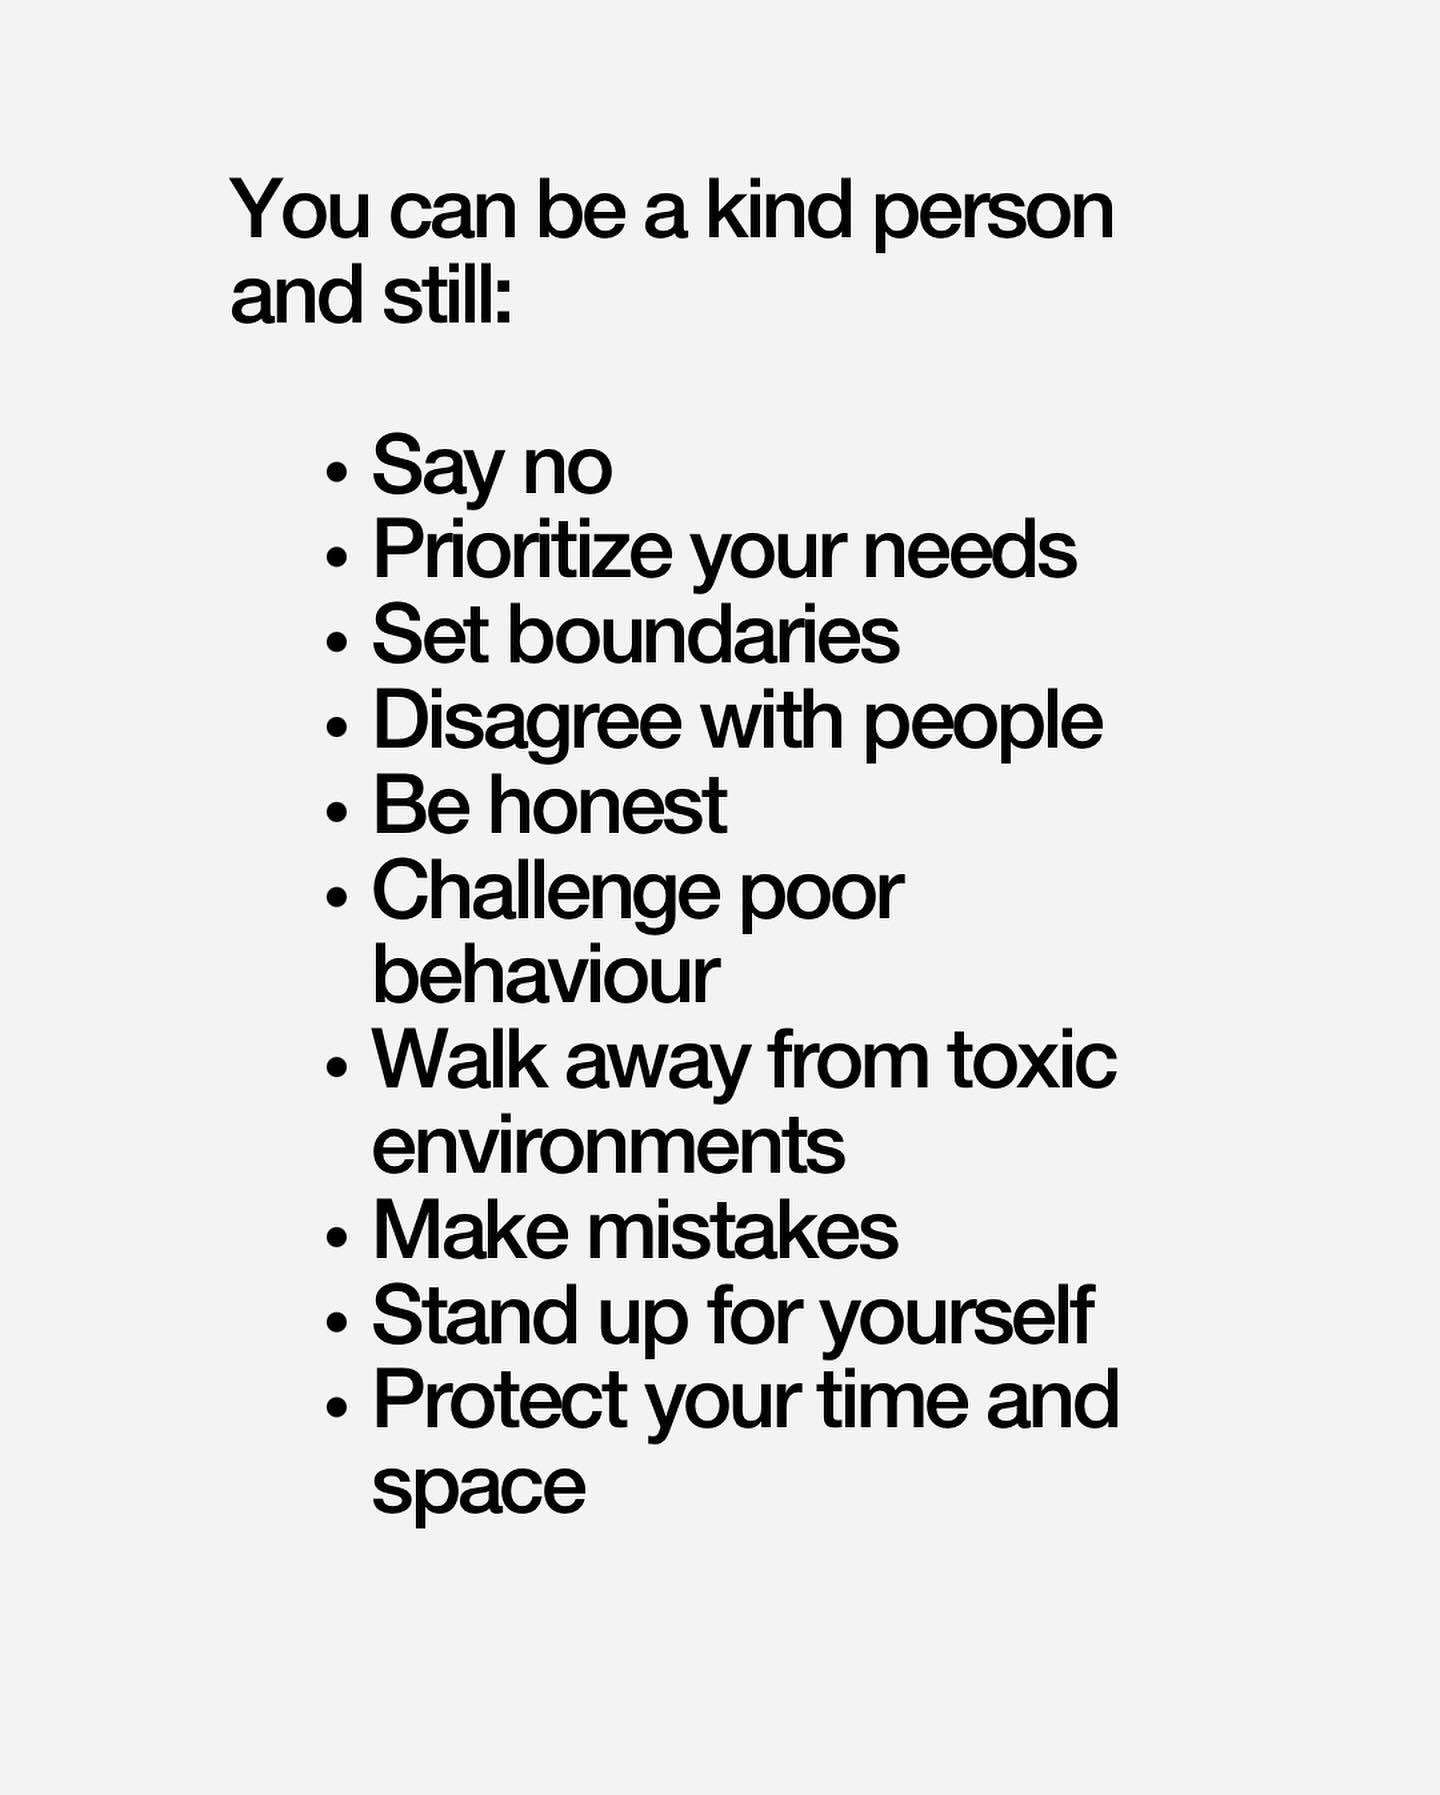 You can be a kind person
and still:
• Say no
• Prioritize your needs
• Set boundaries
• Disagree with people
• Be honest
• Challenge poor
behaviour
• Walk away from toxic
environments
• Make mistakes
• Stand up for yourself
• Protect your time and
space